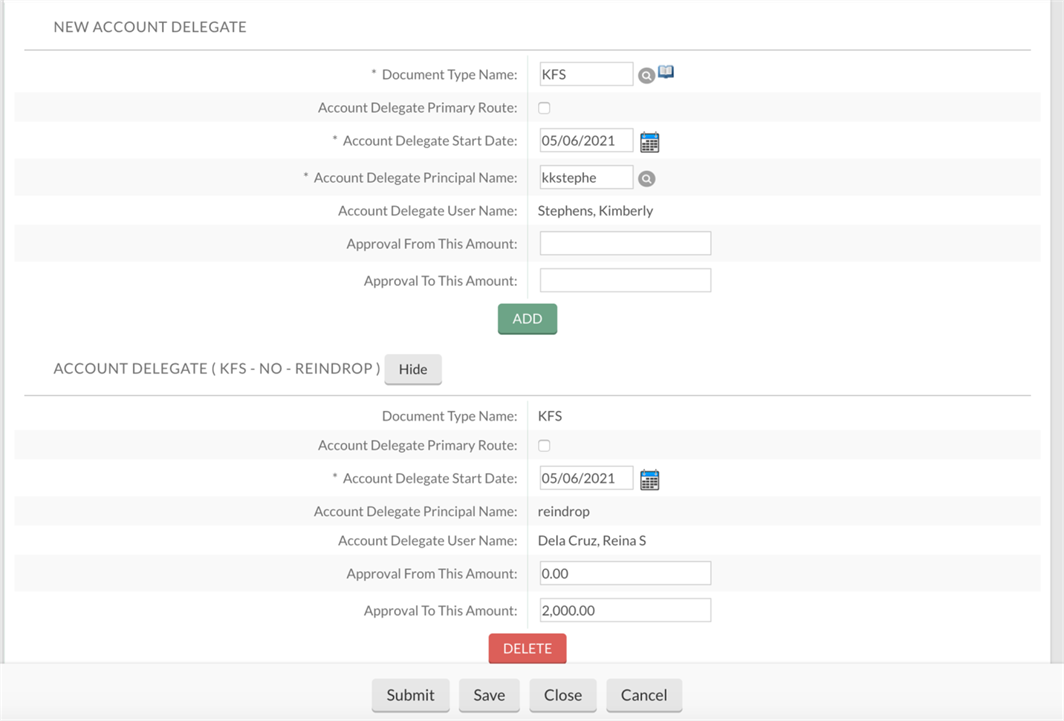 NEW ACCOUNT DELEGATE
* Document Type Name: KFS
Account Delegate Primary Route:
* Account Delegate Start Date: 05/06/2021
* Account Delegate Principal Name: kkstephe
Account Delegate User Name: Stephens, Kimberly
Approval From This Amount:
Approval To This Amount:
ADD
ACCOUNT DELEGATE ( KFS - NO - REINDROP ) Hide
Document Type Name: KFS
Account Delegate Primary Route:
* Account Delegate Start Date: 05/06/2021
Account Delegate Principal Name: reindrop
Account Delegate User Name: Dela Cruz, Reina S
Approval From This Amount: 0.00
Approval To This Amount: 2,000.00
DELETE
Submit Save Close Cancel